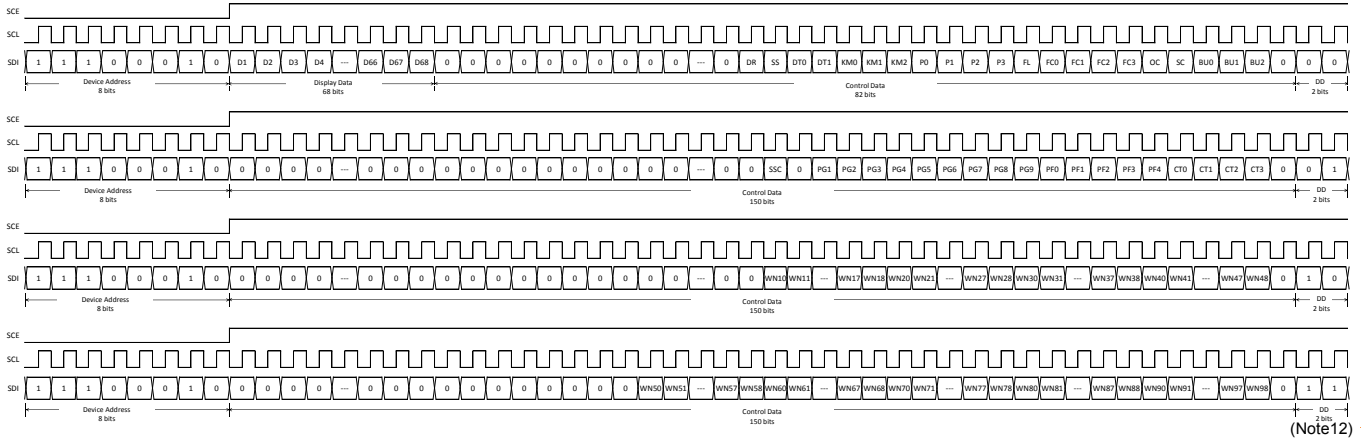 SCE
SCL
SDI 1 1 1 0 0 0 1 0 D1 D2 D3 D4 --- D66 D67 D68 0 0 0 0 0 0 0 0 0 0 --- 0 DR SS DT0 DT1 KM0 KM1 KM2 P0 P1 P2 P3 FL FC0 FC1 FC2 FC3 OC SC BU0 BU1 BU2 0 0 0
Device Address Display Data Control Data DD
8 bits 68 bits 82 bits 2 bits
SCE
SCL
SDI 1 1 1 0 0 0 1 0 0 0 0 0 --- 0 0 0 0 0 0 0 0 0 0 0 0 0 --- 0 0 SSC 0 PG1 PG2 PG3 PG4 PG5 PG6 PG7 PG8 PG9 PF0 PF1 PF2 PF3 PF4 CT0 CT1 CT2 CT3 0 0 1
Device Address Control Data DD
8 bits 150 bits 2 bits
SCE
SCL
SDI 1 1 1 0 0 0 1 0 0 0 0 0 --- 0 0 0 0 0 0 0 0 0 0 0 0 0 --- 0 0 WN10 WN11 --- WN17 WN18 WN20 WN21 --- WN27 WN28 WN30 WN31 --- WN37 WN38 WN40 WN41 --- WN47 WN48 0 1 0
Device Address Control Data DD
8 bits 150 bits 2 bits
SCE
SCL
SDI 1 1 1 0 0 0 1 0 0 0 0 0 --- 0 0 0 0 0 0 0 0 0 0 0 WN50 WN51 --- WN57 WN58 WN60 WN61 --- WN67 WN68 WN70 WN71 --- WN77 WN78 WN80 WN81 --- WN87 WN88 WN90 WN91 --- WN97 WN98 0 1 1
Device Address Control Data DD
8 bits 150 bits 2 bits
(Note12)